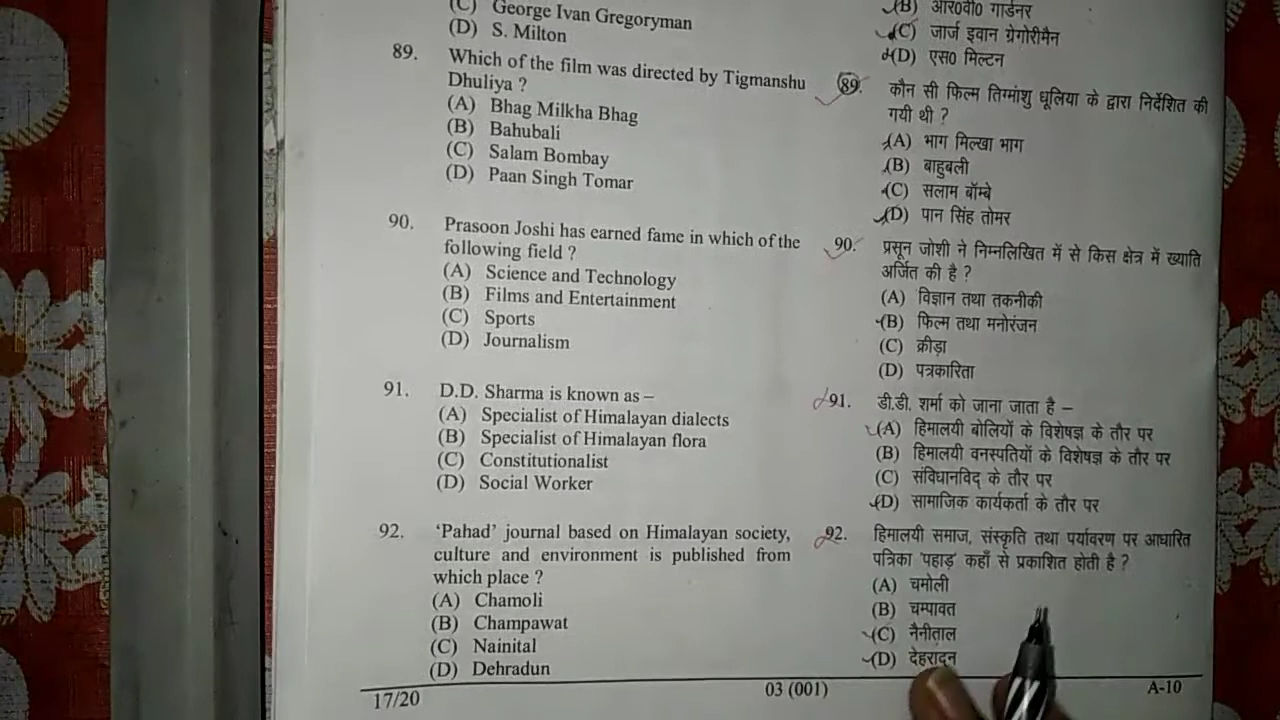 (C) George Ivan Gregoryman
(D) S. Milton
89. Which of the film was directed by Tigmanshu
Dhuliya ?
(A) Bhag Milkha Bhag
(B) Bahubali
(C) Salam Bombay
(D) Paan Singh Tomar
90. Prasoon Joshi has earned fame in which of the
following field ?
(A) Science and Technology
(B) Films and Entertainment
(C) Sports
(D) Journalism
91. D.D. Sharma is known as –
(A) Specialist of Himalayan dialects
(B) Specialist of Himalayan flora
(C) Constitutionalist
(D) Social Worker
92. ‘Pahad’ journal based on Himalayan society,
culture and environment is published from
which place ?
(A) Chamoli
(B) Champawat
(C) Nainital
(D) Dehradun
(B) आर0वी0 गार्डनर
(C) जार्ज इवान ग्रेगोरीमैन
(D) एस0 मिल्टन
89. कौन सी फिल्म तिग्मांशु धूलिया के द्वारा निर्देशित की
गयी थी ?
(A) भाग मिल्खा भाग
(B) बाहुबली
(C) सलाम बॉम्बे
(D) पान सिंह तोमर
90. प्रसून जोशी ने निम्नलिखित में से किस क्षेत्र में ख्याति
अर्जित की है ?
(A) विज्ञान तथा तकनीकी
(B) फिल्म तथा मनोरंजन
(C) क्रीड़ा
(D) पत्रकारिता
91. डी.डी. शर्मा को जाना जाता है –
(A) हिमालयी बोलियों के विशेषज्ञ के तौर पर
(B) हिमालयी वनस्पतियों के विशेषज्ञ के तौर पर
(C) संविधानविद् के तौर पर
(D) सामाजिक कार्यकर्ता के तौर पर
92. हिमालयी समाज, संस्कृति तथा पर्यावरण पर आधारित
पत्रिका ‘पहाड़’ कहाँ से प्रकाशित होती है ?
(A) चमोली
(B) चम्पावत
(C) नैनीताल
(D) देहरादून
17/20 03 (001) A-10